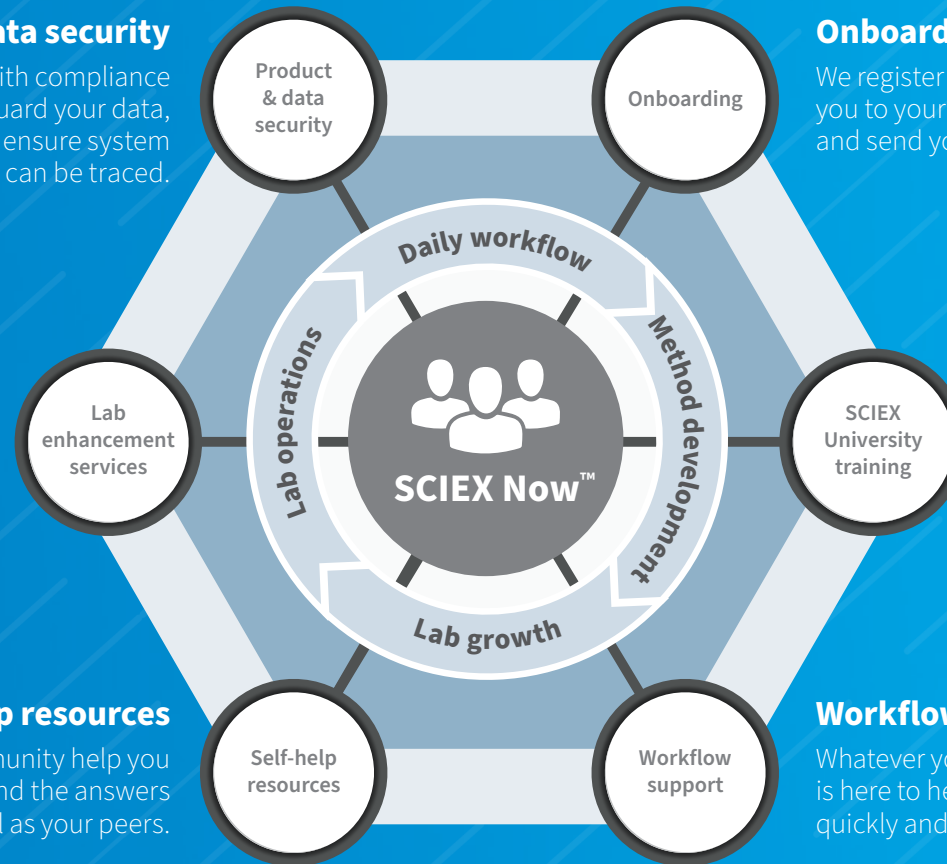 ata security
ith compliance
uard your data,
ensure system
can be traced.
Product
& data
security
Onboarding
Onboard
We register
you to your
and send yo
Daily workflow
Method development
Lab growth
Lab operations
SCIEX Now™
Lab
enhancement
services
SCIEX
University
training
p resources
munity help you
nd the answers
l as your peers.
Self-help
resources
Workflow
support
Workflow
Whatever yo
is here to he
quickly and